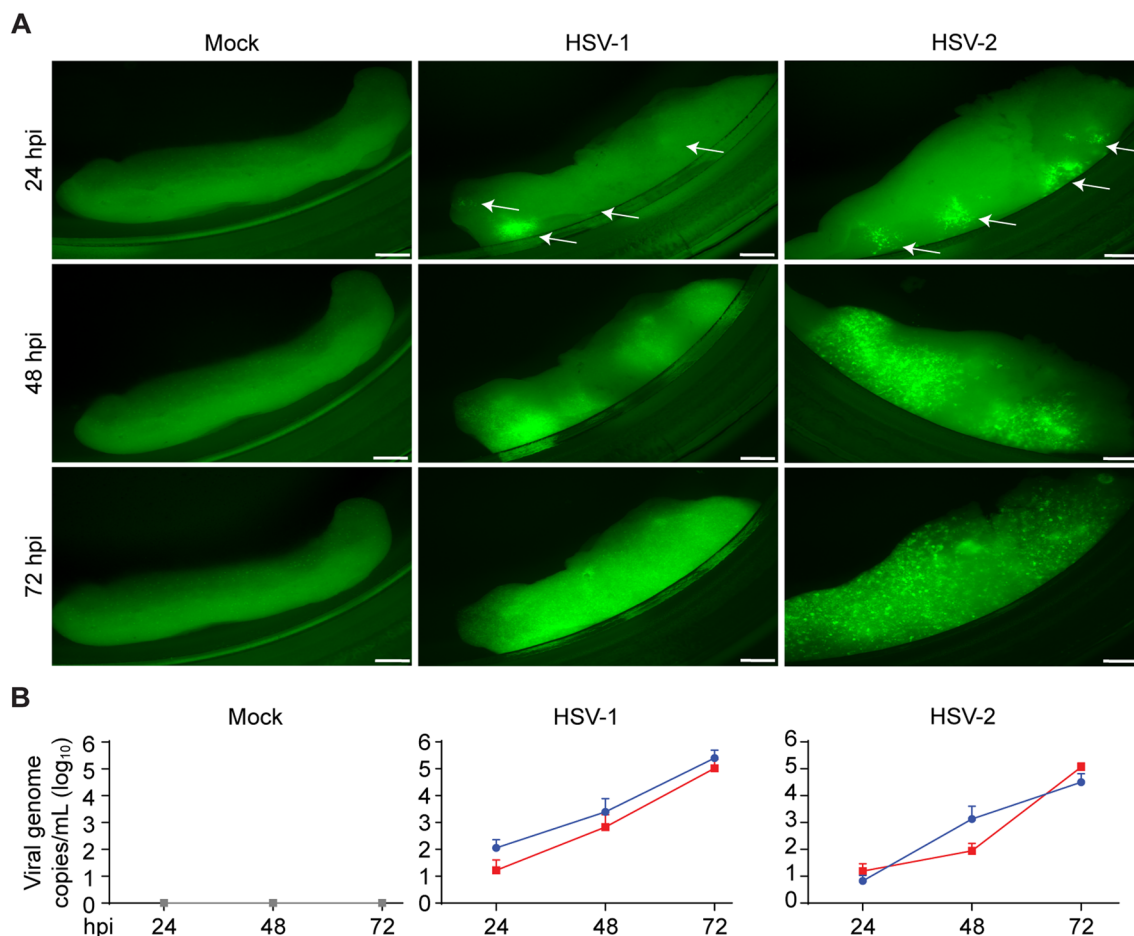 A
Mock HSV-1 HSV-2
24 hpi
48 hpi
72 hpi
B
Mock HSV-1 HSV-2
Viral genome
copies/mL (log10)
6 6 6
5 5 5
4 4 4
3 3 3
2 2 2
1 1 1
0 0 0
hpi 24 48 72 24 48 72 24 48 72